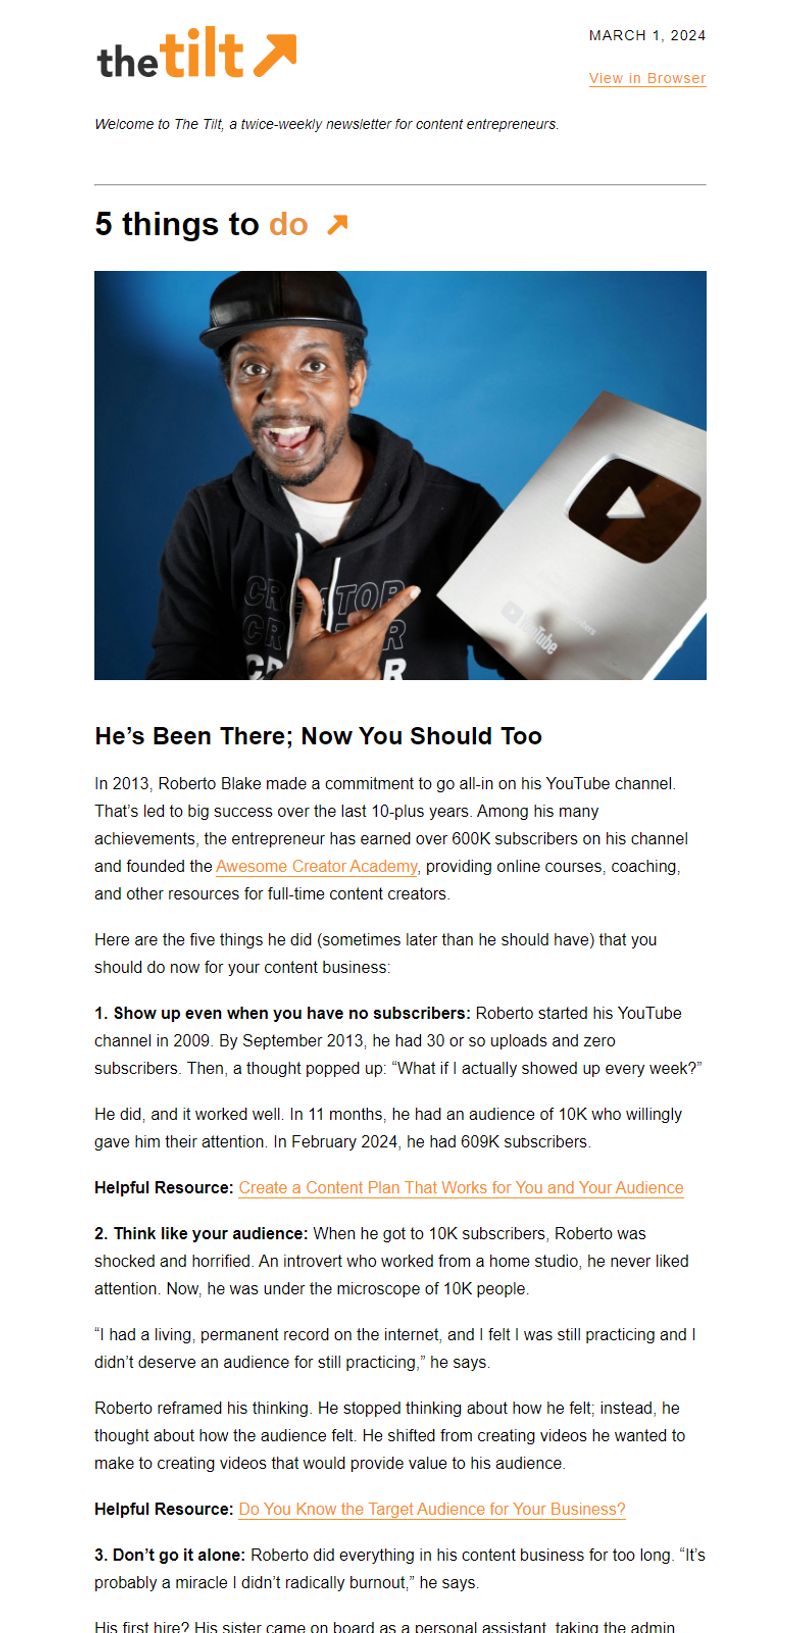 thetilt
MARCH 1, 2024
View in Browser
Welcome to The Tilt, a twice-weekly newsletter for content entrepreneurs.
5 things to do
CREATOR
CREATOR
CREATOR
YouTube
He’s Been There; Now You Should Too
In 2013, Roberto Blake made a commitment to go all-in on his YouTube channel.
That’s led to big success over the last 10-plus years. Among his many
achievements, the entrepreneur has earned over 600K subscribers on his channel
and founded the Awesome Creator Academy, providing online courses, coaching,
and other resources for full-time content creators.
Here are the five things he did (sometimes later than he should have) that you
should do now for your content business:
1. Show up even when you have no subscribers: Roberto started his YouTube
channel in 2009. By September 2013, he had 30 or so uploads and zero
subscribers. Then, a thought popped up: “What if I actually showed up every week?”
He did, and it worked well. In 11 months, he had an audience of 10K who willingly
gave him their attention. In February 2024, he had 609K subscribers.
Helpful Resource: Create a Content Plan That Works for You and Your Audience
2. Think like your audience: When he got to 10K subscribers, Roberto was
shocked and horrified. An introvert who worked from a home studio, he never liked
attention. Now, he was under the microscope of 10K people.
“I had a living, permanent record on the internet, and I felt I was still practicing and I
didn’t deserve an audience for still practicing,” he says.
Roberto reframed his thinking. He stopped thinking about how he felt; instead, he
thought about how the audience felt. He shifted from creating videos he wanted to
make to creating videos that would provide value to his audience.
Helpful Resource: Do You Know the Target Audience for Your Business?
3. Don’t go it alone: Roberto did everything in his content business for too long. “It’s
probably a miracle I didn’t radically burnout,” he says.
His first hire? His sister came on board as a personal assistant, taking the admin